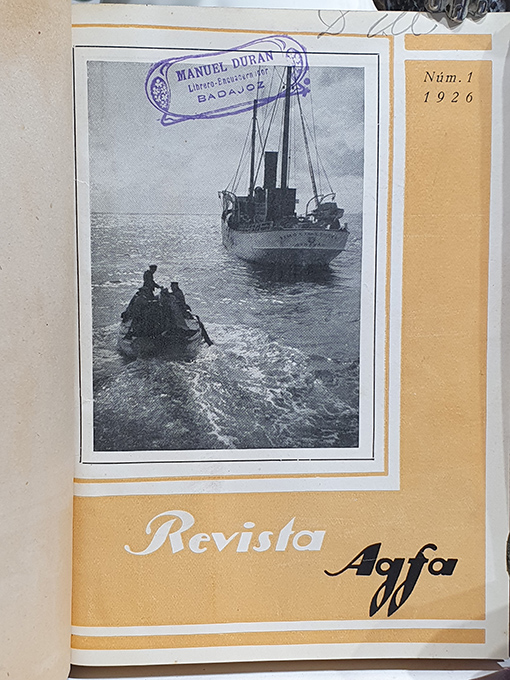 MANUEL DURAN
Librero-Encuadernador
BADAJOZ
Núm. 1
1926
Revista
Agfa